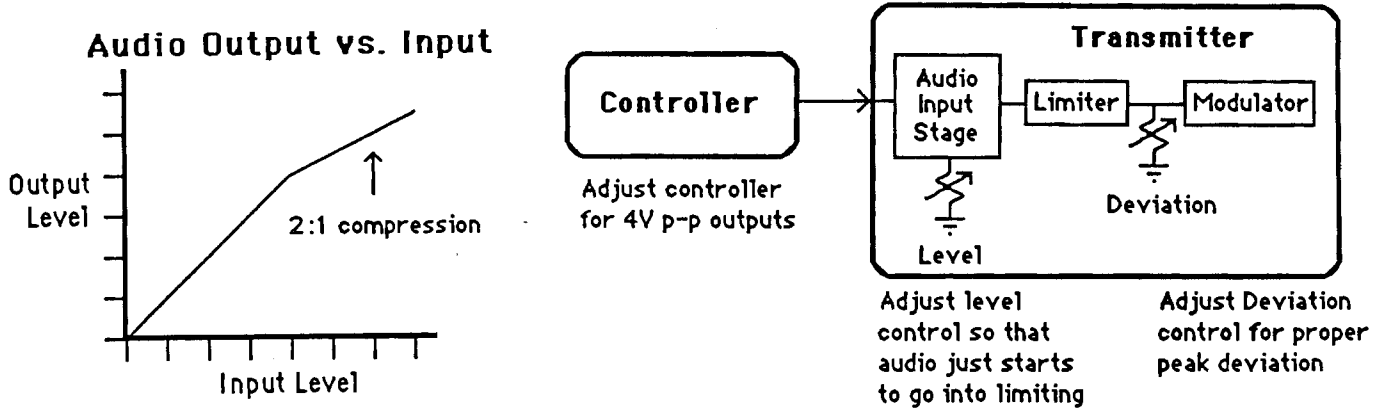 Audio Output vs. Input
Output
Level
2:1 compression
Input Level
Controller
Adjust controller
for 4V p-p outputs
Transmitter
Audio
Input
Stage
Limiter
Modulator
Level
Deviation
Adjust level
control so that
audio just starts
to go into limiting
Adjust Deviation
control for proper
peak deviation